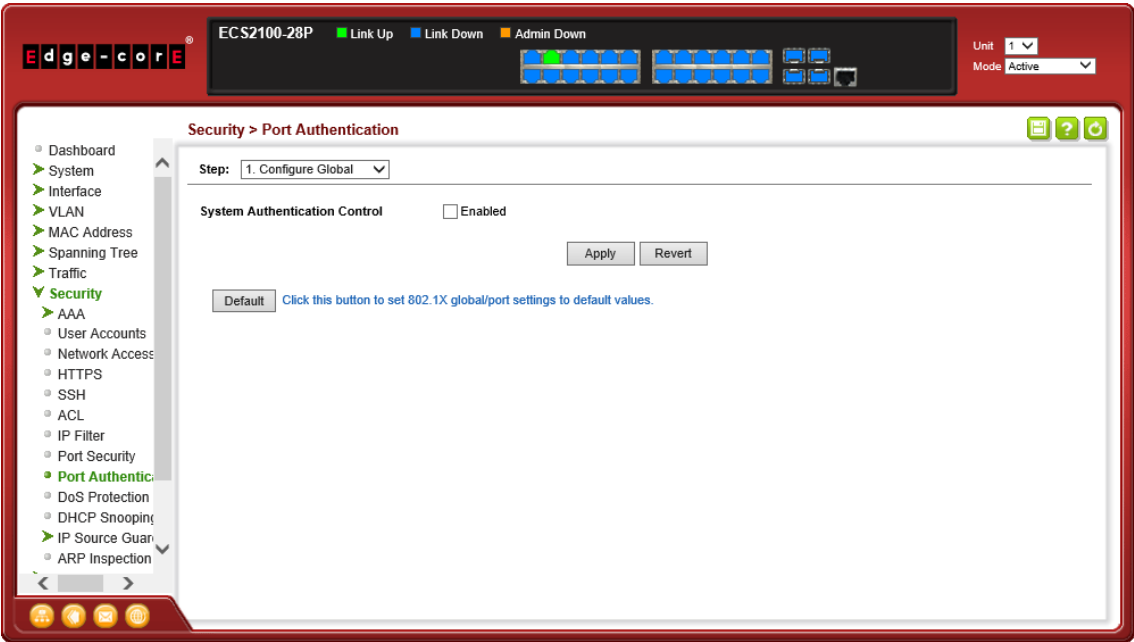 ECS2100-28P Link Up Link Down Admin Down
Edge-corE®
Unit 1
Mode Active
Security > Port Authentication
?
Step: 1. Configure Global
System Authentication Control Enabled
Apply Revert
Default Click this button to set 802.1X global/port settings to default values.
Dashboard
System
Interface
VLAN
MAC Address
Spanning Tree
Traffic
Security
AAA
User Accounts
Network Access
HTTPS
SSH
ACL
IP Filter
Port Security
Port Authentica
DoS Protection
DHCP Snooping
IP Source Guar
ARP Inspection